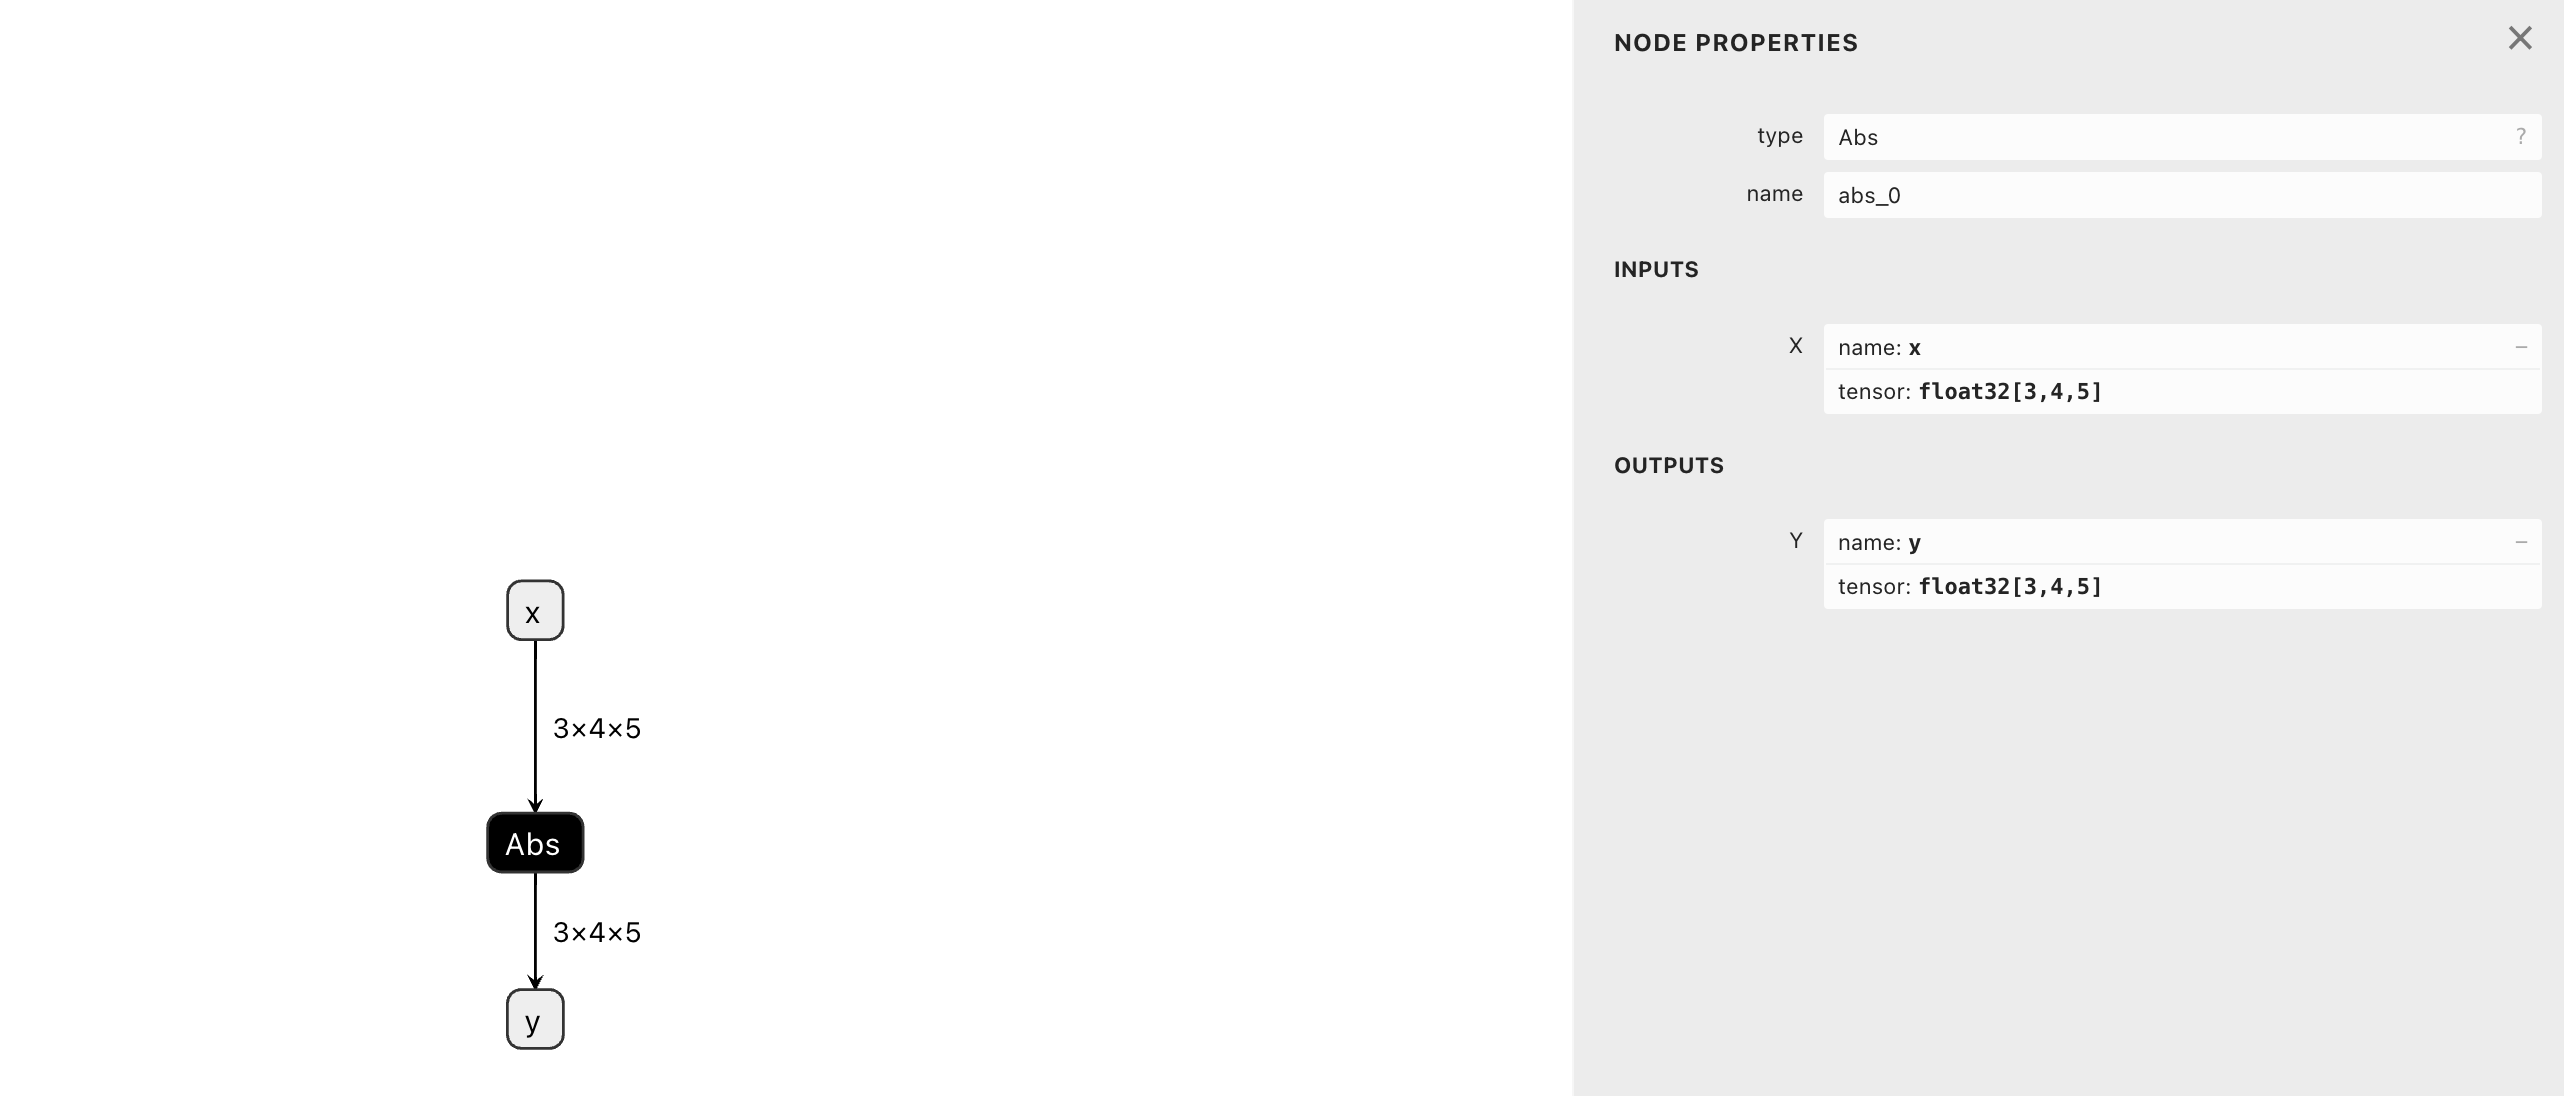 x
3×4×5
Abs
3×4×5
y
NODE PROPERTIES
type
Abs
?
name
abs_0
INPUTS
X
name: x
–
tensor: float32[3,4,5]
OUTPUTS
Y
name: y
–
tensor: float32[3,4,5]